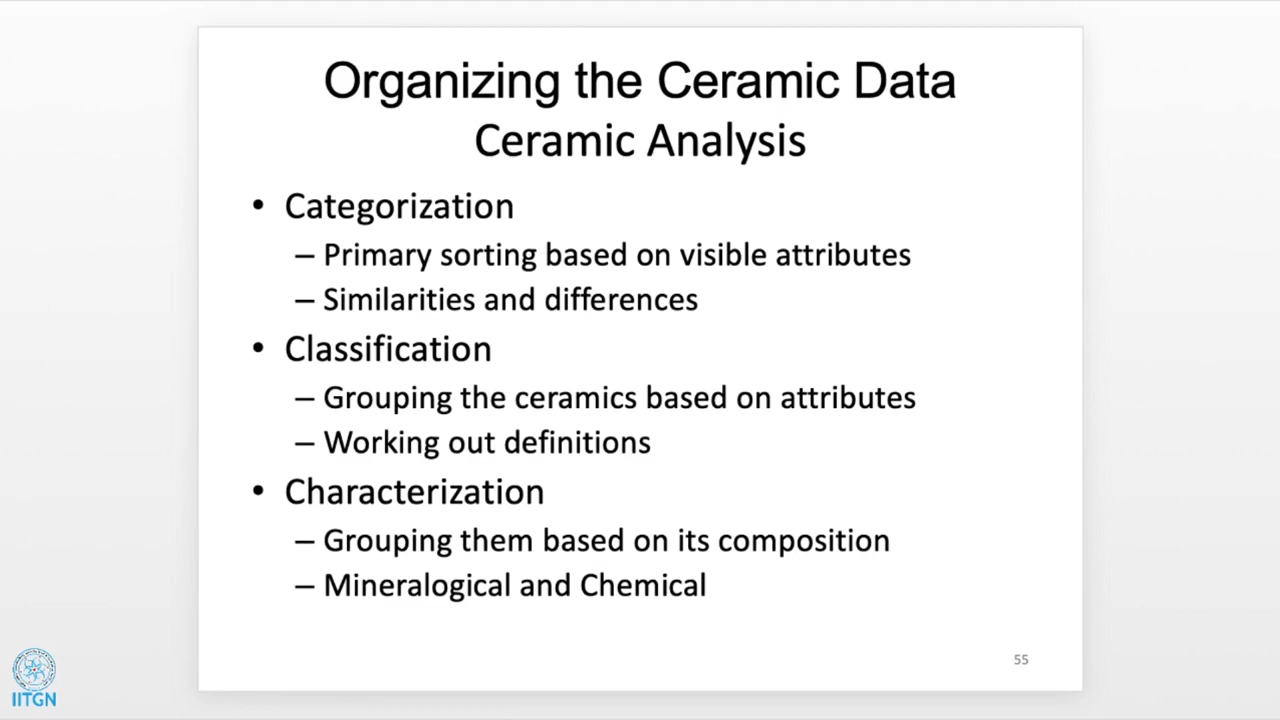 Organizing the Ceramic Data
Ceramic Analysis
• Categorization
– Primary sorting based on visible attributes
– Similarities and differences
• Classification
– Grouping the ceramics based on attributes
– Working out definitions
• Characterization
– Grouping them based on its composition
– Mineralogical and Chemical
55
IITGN